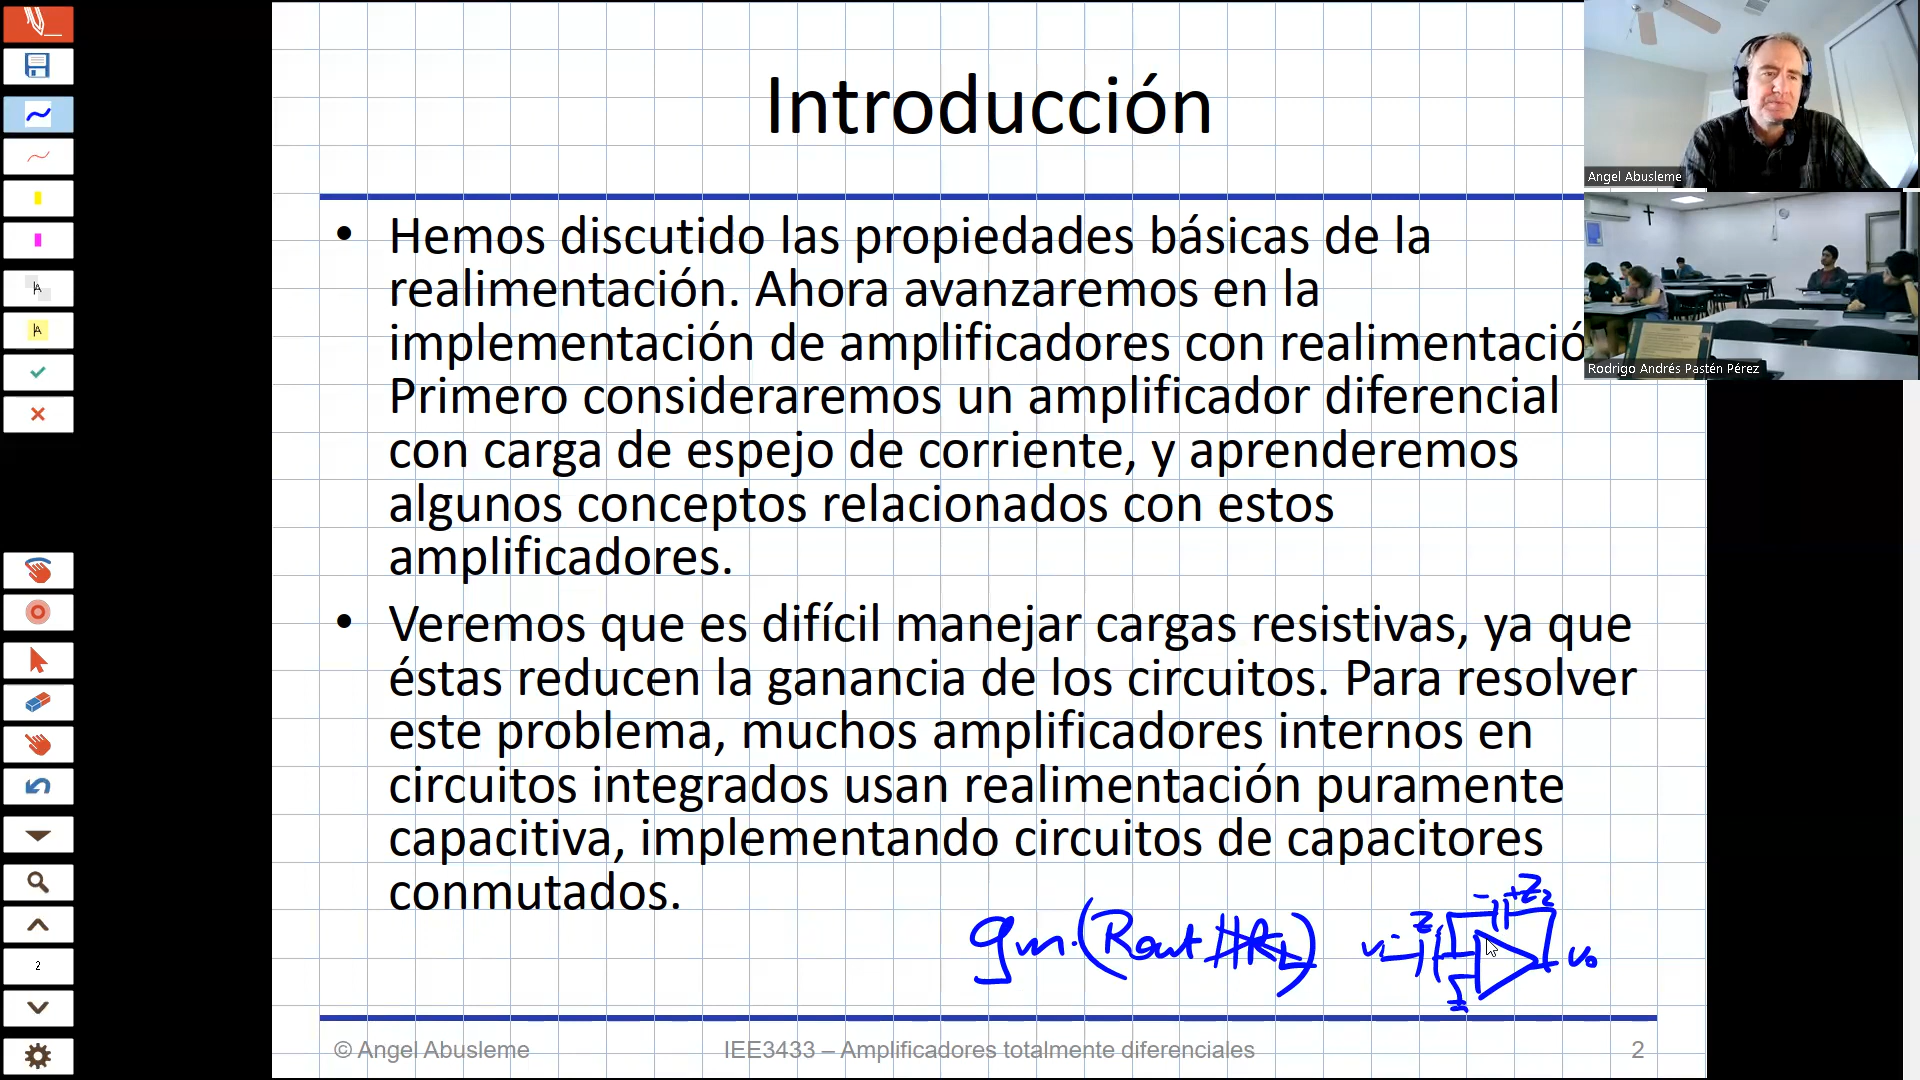 Introducción
Angel Abusleme
• Hemos discutido las propiedades básicas de la
realimentación. Ahora avanzaremos en la
implementación de amplificadores con realimentació
Rodrigo Andrés Pastén Pérez
Primero consideraremos un amplificador diferencial
con carga de espejo de corriente, y aprenderemos
algunos conceptos relacionados con estos
amplificadores.
• Veremos que es difícil manejar cargas resistivas, ya que
éstas reducen la ganancia de los circuitos. Para resolver
este problema, muchos amplificadores internos en
circuitos integrados usan realimentación puramente
capacitiva, implementando circuitos de capacitores
conmutados.
gm.(Rout //RL)
- +Z2
Vi Z Vo
© Angel Abusleme IEE3433 – Amplificadores totalmente diferenciales 2
A
A
2